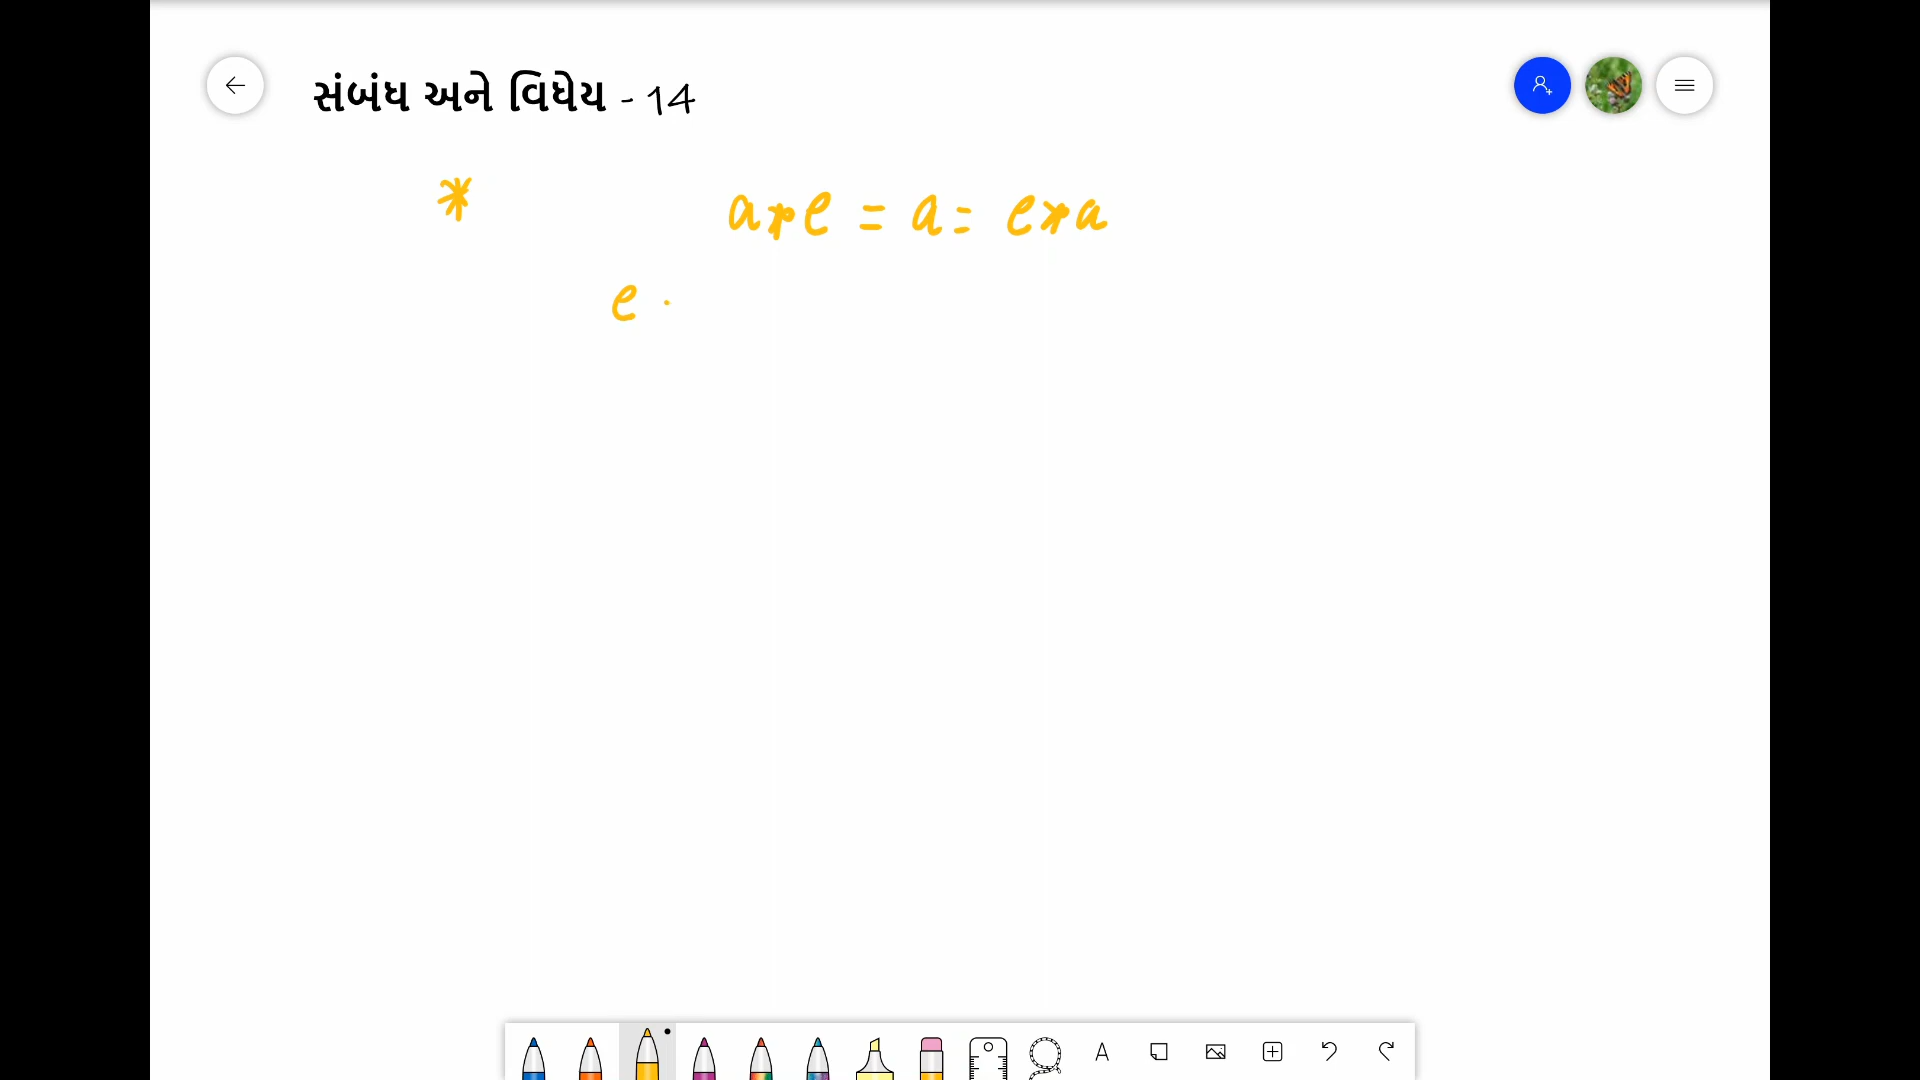 સંબંધ અને વિધેય - 14
*
a*e = a = e*a
e .